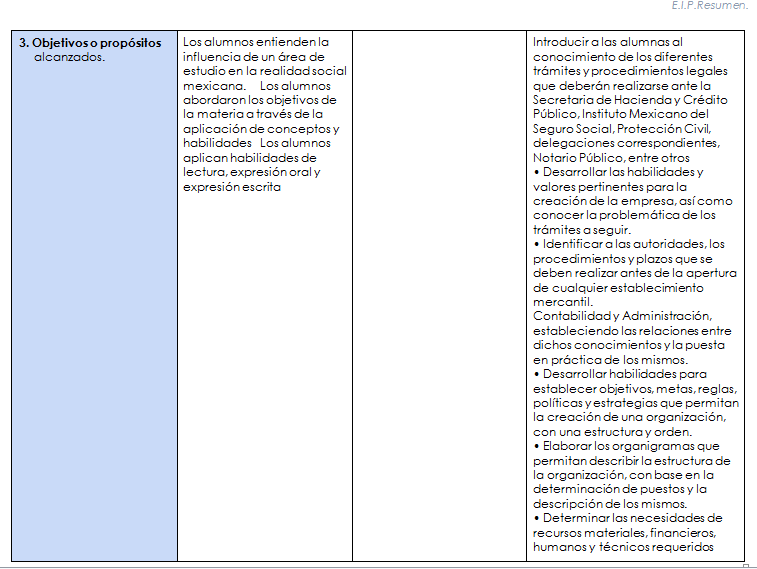 E.I.P.Resumen.
3. Objetivos o propósitos
alcanzados.
Los alumnos entienden la
influencia de un área de
estudio en la realidad social
mexicana. Los alumnos
abordaron los objetivos de
la materia a través de la
aplicación de conceptos y
habilidades Los alumnos
aplican habilidades de
lectura, expresión oral y
expresión escrita
Introducir a las alumnas al
conocimiento de los diferentes
trámites y procedimientos legales
que deberán realizarse ante la
Secretaria de Hacienda y Crédito
Público, Instituto Mexicano del
Seguro Social, Protección Civil,
delegaciones correspondientes,
Notario Público, entre otros
• Desarrollar las habilidades y
valores pertinentes para la
creación de la empresa, así como
conocer la problemática de los
trámites a seguir.
• Identificar a las autoridades, los
procedimientos y plazos que se
deben realizar antes de la apertura
de cualquier establecimiento
mercantil.
Contabilidad y Administración,
estableciendo las relaciones entre
dichos conocimientos y la puesta
en práctica de los mismos.
• Desarrollar habilidades para
establecer objetivos, metas, reglas,
políticas y estrategias que permitan
la creación de una organización,
con una estructura y orden.
• Elaborar los organigramas que
permitan describir la estructura de
la organización, con base en la
determinación de puestos y la
descripción de los mismos.
• Determinar las necesidades de
recursos materiales, financieros,
humanos y técnicos requeridos